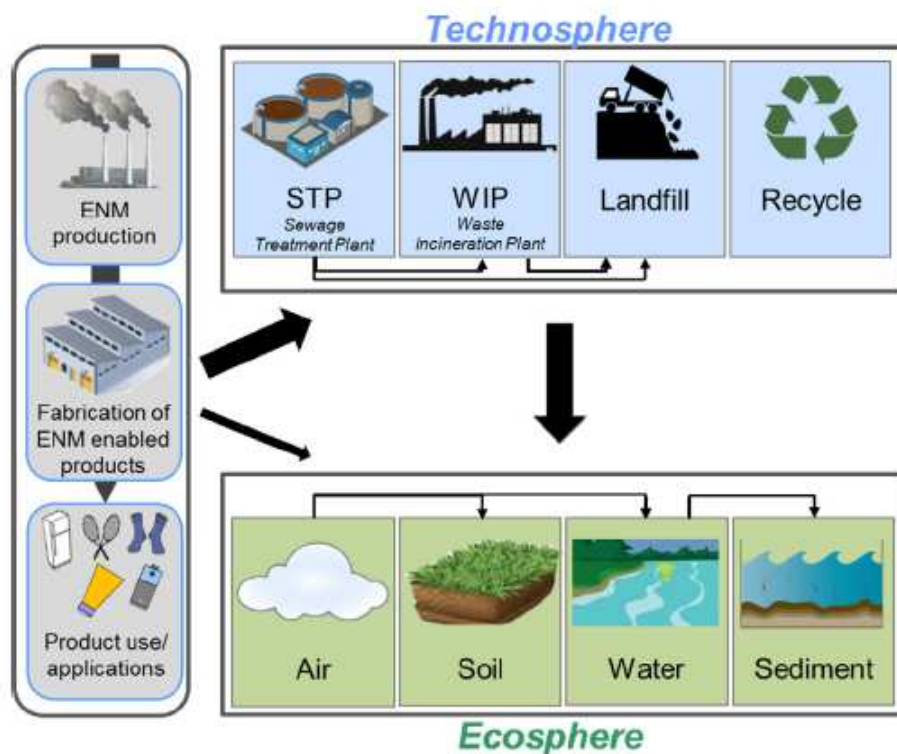 Technosphere
ENM
production
Fabrication of
ENM enabled
products
Product use/
applications
STP
Sewage
Treatment Plant
WIP
Waste
Incineration Plant
Landfill
Recycle
Air
Soil
Water
Sediment
Ecosphere